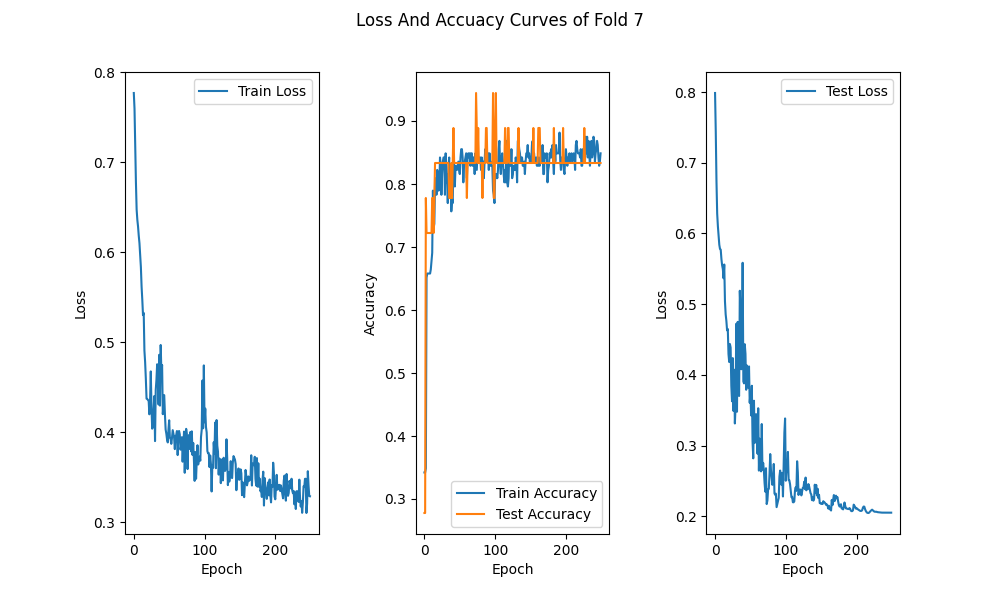 Loss And Accuacy Curves of Fold 7
0.8
0.7
0.6
0.5
0.4
0.3
Loss
0
100
200
Epoch
Train Loss
0.9
0.8
0.7
0.6
0.5
0.4
0.3
Accuracy
0
100
200
Epoch
Train Accuracy
Test Accuracy
0.8
0.7
0.6
0.5
0.4
0.3
0.2
Loss
0
100
200
Epoch
Test Loss